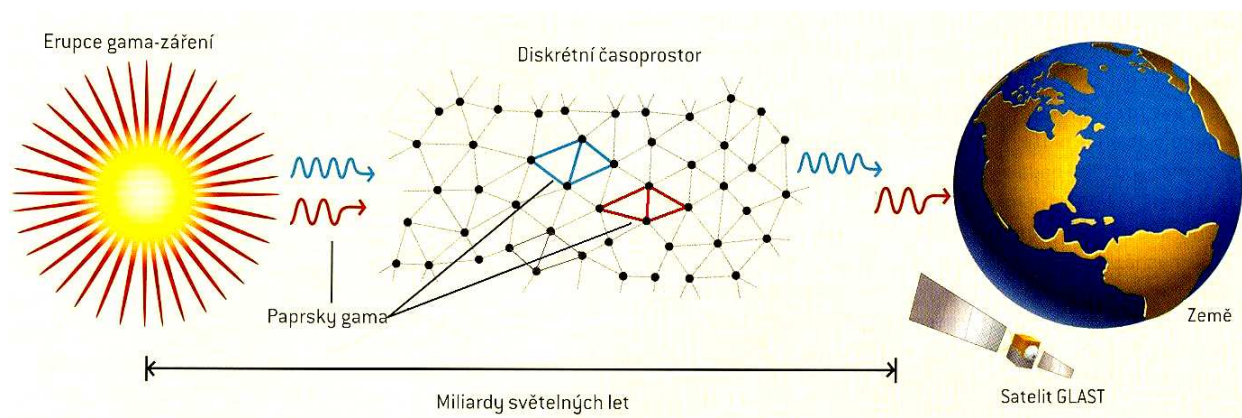 Erupce gama-záření
Diskrétní časoprostor
Paprsky gama
Země
Satelit GLAST
Miliardy světelných let